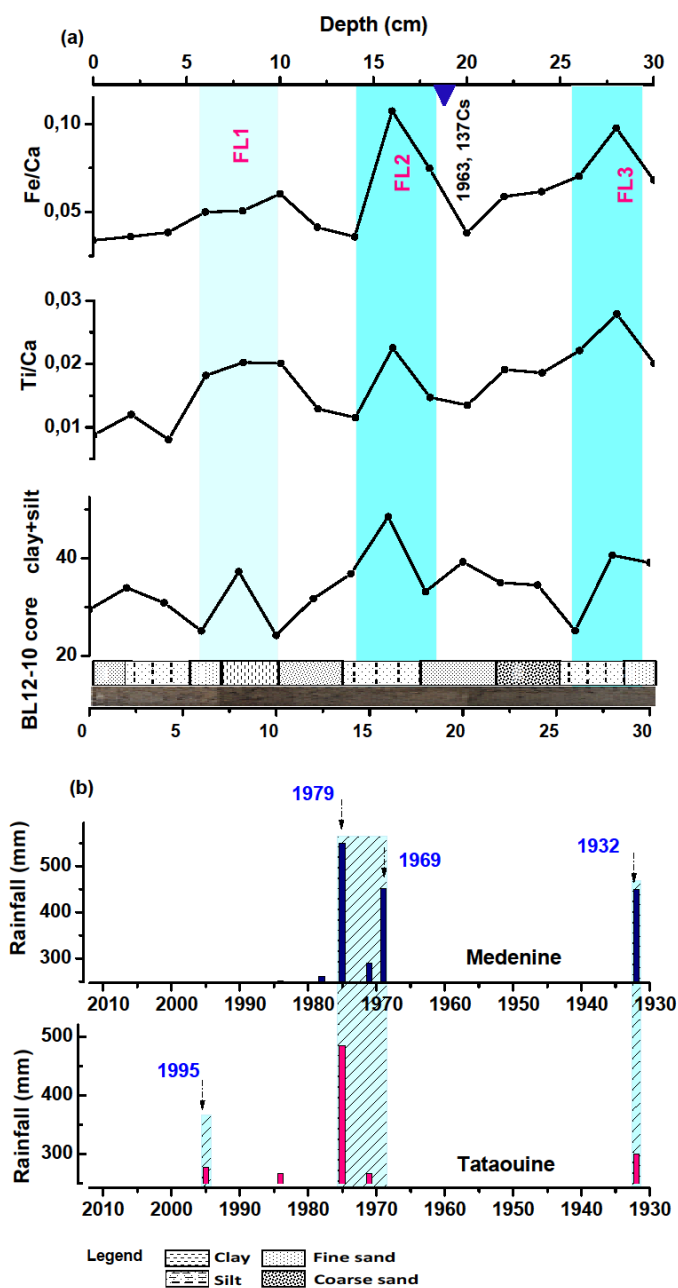 (a)
Depth (cm)
0 5 10 15 20 25 30
Fe/Ca
0,10
0,05
FL1
FL2
1963, 137Cs
FL3
Ti/Ca
0,03
0,02
0,01
clay+silt
40
20
BL12-10 core
0 5 10 15 20 25 30
(b)
1979
1969
1932
Rainfall (mm)
500
400
300
Medenine
2010 2000 1990 1980 1970 1960 1950 1940 1930
Rainfall (mm)
500
400
300
1995
Tataouine
2010 2000 1990 1980 1970 1960 1950 1940 1930
Legend
Clay
Fine sand
Silt
Coarse sand